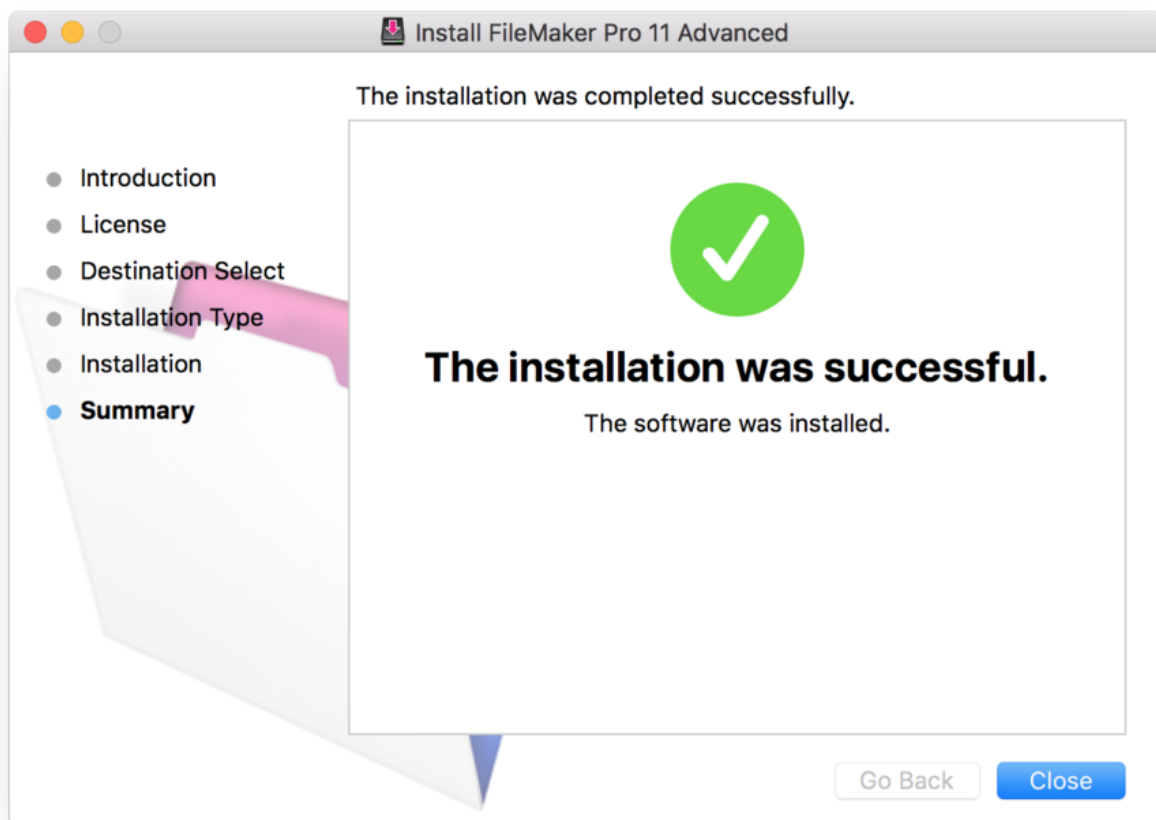 Install FileMaker Pro 11 Advanced
The installation was completed successfully.
Introduction
License
Destination Select
Installation Type
Installation
Summary
The installation was successful.
The software was installed.
Go Back
Close